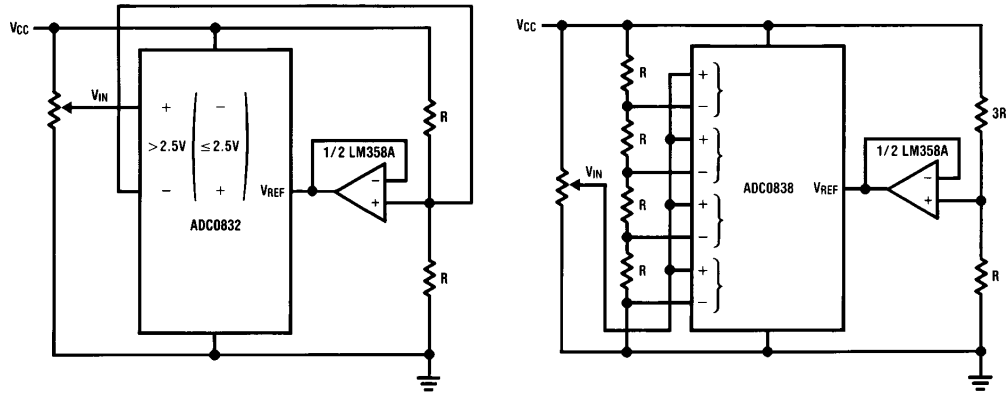 VCC
R
VIN
+ −
>2.5V ≤2.5V
− +
1/2 LM358A
−
+
VREF
ADC0832
R
VCC
R
+
−
R
+
−
R
+
−
R
+
−
VIN
ADC0838
VREF
1/2 LM358A
−
+
3R
R